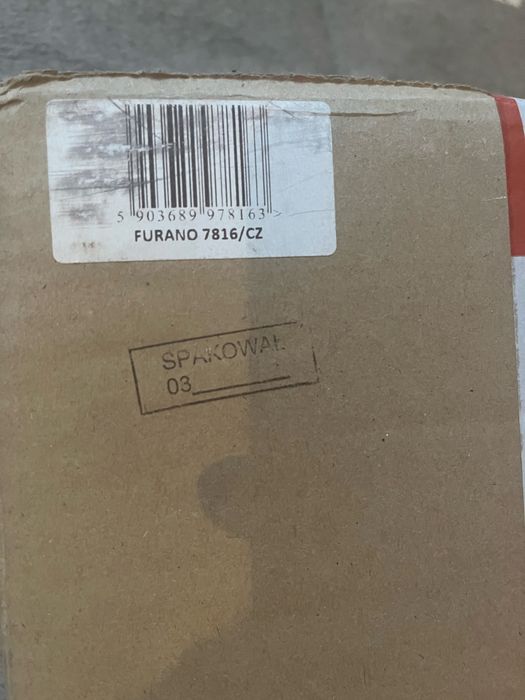 5 903689 978163 >
FURANO 7816/CZ
SPAKOWAŁ
03